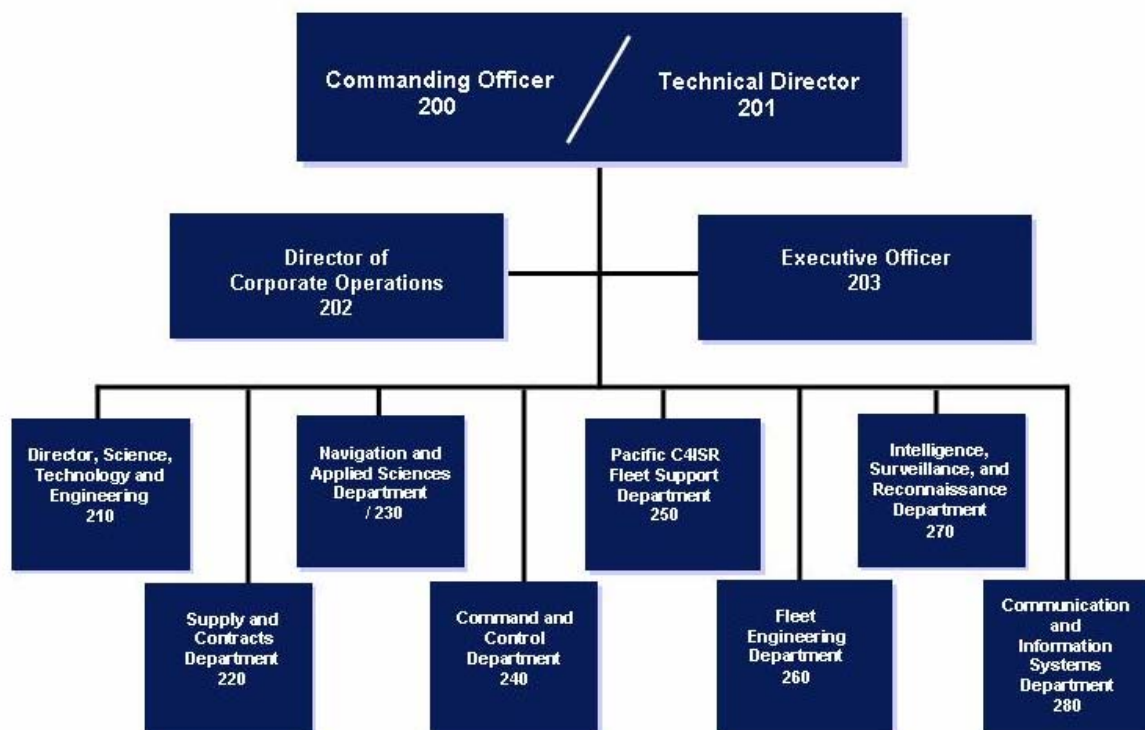 Commanding Officer
200
Technical Director
201
Director of
Corporate Operations
202
Executive Officer
203
Director, Science,
Technology and
Engineering
210
Navigation and
Applied Sciences
Department
/ 230
Pacific C4ISR
Fleet Support
Department
250
Intelligence,
Surveillance, and
Reconnaissance
Department
270
Supply and
Contracts
Department
220
Command and
Control
Department
240
Fleet
Engineering
Department
260
Communication
and
Information
Systems
Department
280